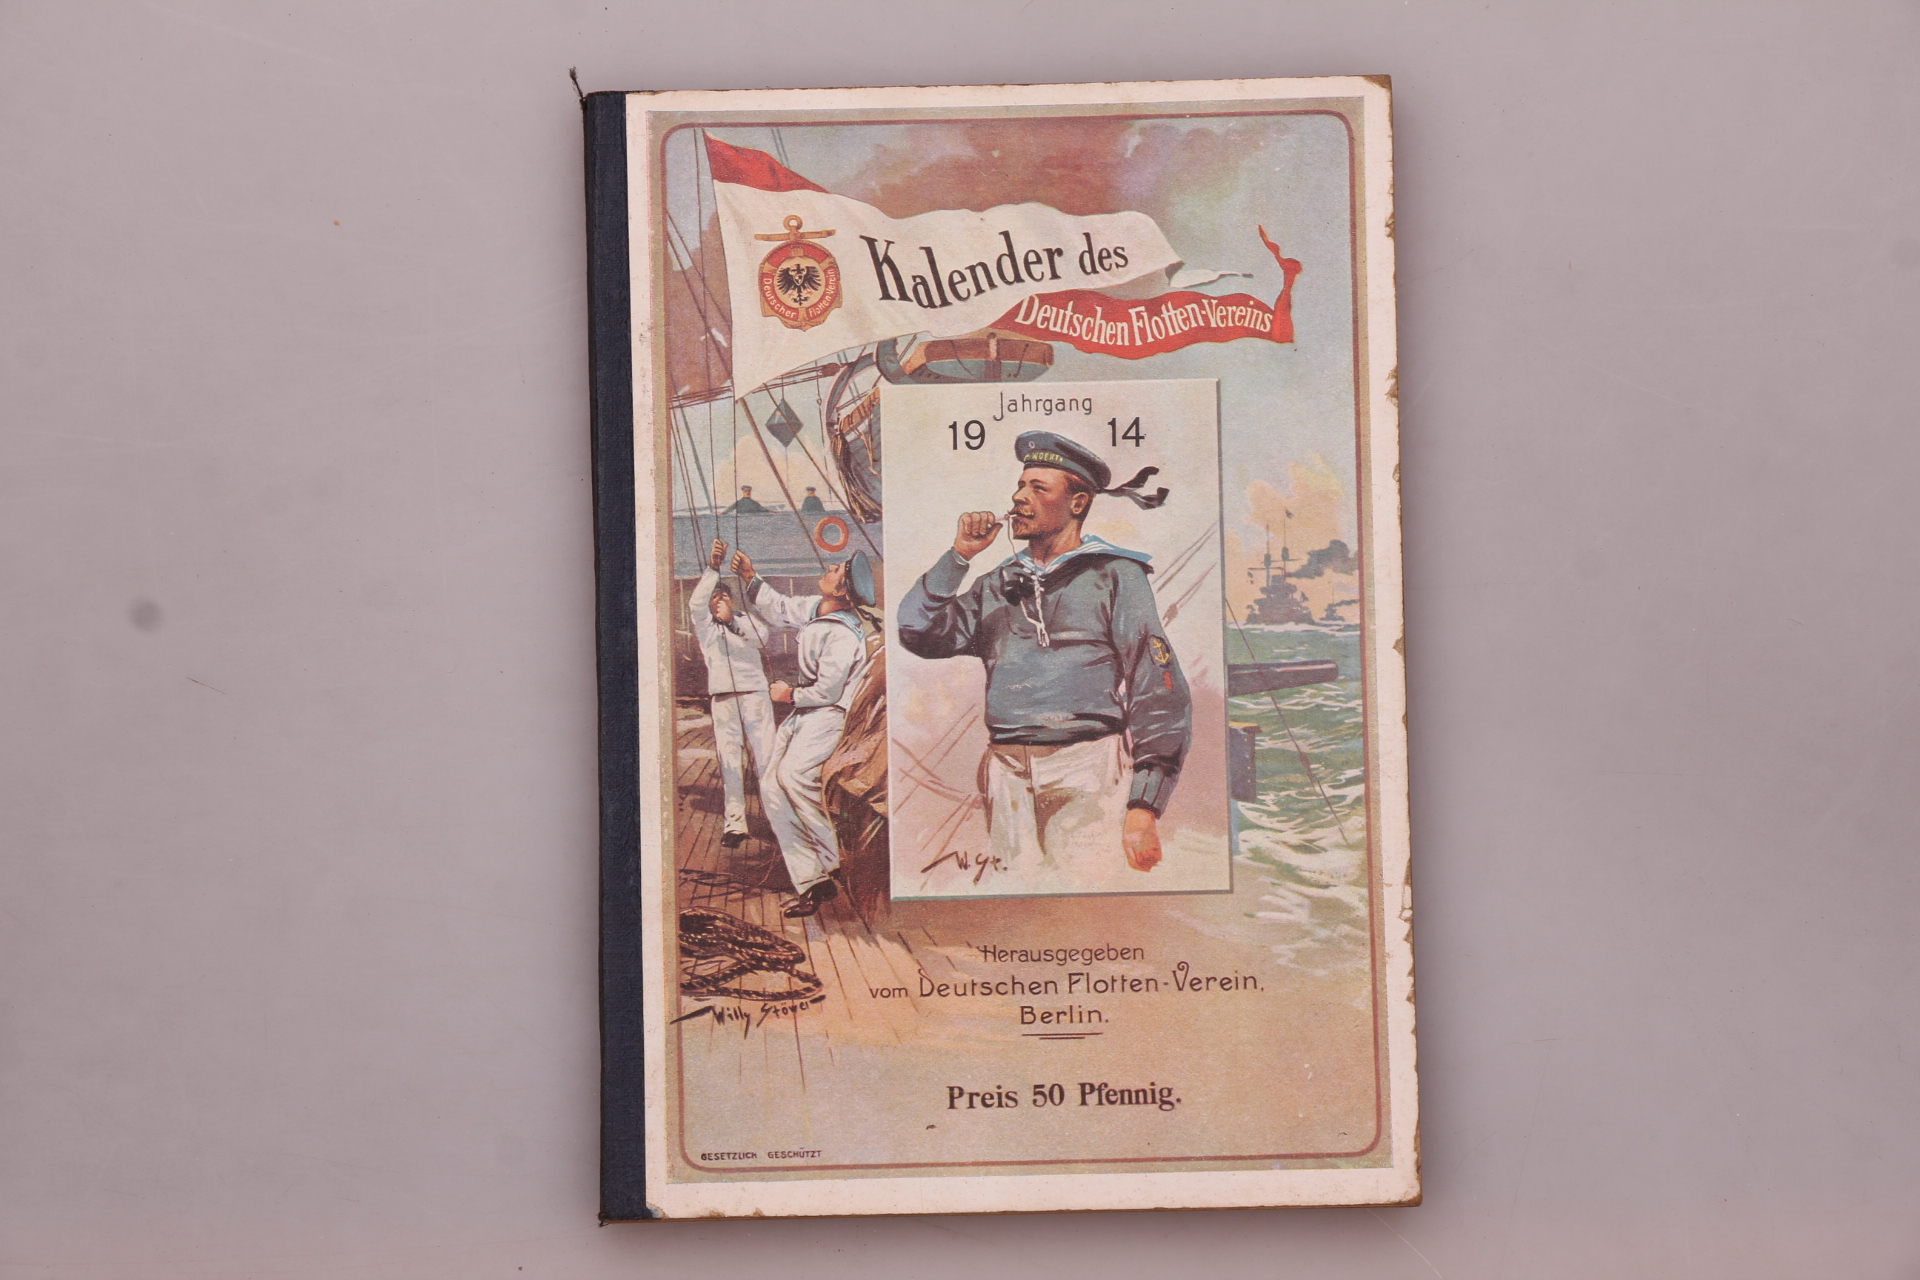 Kalender des
Deutschen Flotten-Vereins
Deutscher Flotten-Verein
Jahrgang
19 14
W. St.
Herausgegeben
vom Deutschen Flotten-Verein,
Berlin.
Willy Stöwer
Preis 50 Pfennig.
GESETZLICH GESCHÜTZT